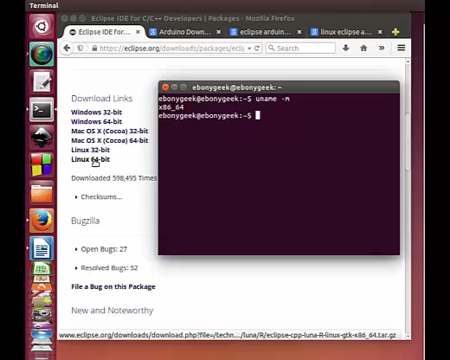 Terminal
Eclipse IDE for C/C++ Developers | Packages - Mozilla Firefox
Eclipse IDE for C...
Arduino Down...
eclipse arduin...
linux eclipse a...
https://eclipse.org/downloads/packages/ecl
Search
Download Links
Windows 32-bit
Windows 64-bit
Mac OS X (Cocoa) 32-bit
Mac OS X (Cocoa) 64-bit
Linux 32-bit
Linux 64-bit
Downloaded 598,495 Times
Checksums...
Bugzilla
Open Bugs: 27
Resolved Bugs: 52
File a Bug on this Package
New and Noteworthy
ebonygeek@ebonygeek: ~
ebonygeek@ebonygeek:~$ uname -m
x86_64
ebonygeek@ebonygeek:~$
www.eclipse.org/downloads/download.php?file=/techn.../luna/R/eclipse-cpp-luna-R-linux-gtk-x86_64.tar.gz